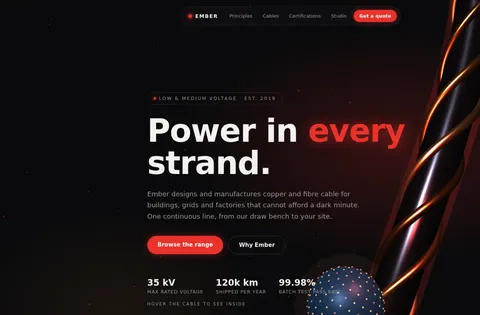 EMBER
Principles
Cables
Certifications
Studio
Get a quote
LOW & MEDIUM VOLTAGE · EST. 2019
Power in every
strand.
Ember designs and manufactures copper and fibre cable for
buildings, grids and factories that cannot afford a dark minute.
One continuous line, from our draw bench to your site.
Browse the range
Why Ember
35 kV
120k km
99.98%
MAX RATED VOLTAGE
SHIPPED PER YEAR
BATCH TEST PASS
HOVER THE CABLE TO SEE INSIDE